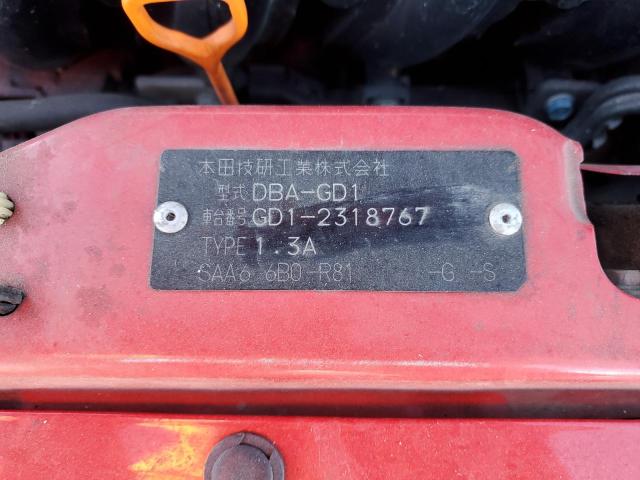 本田技研工業株式会社
型式 DBA-GD1
車台番号 GD1-2318767
TYPE 1.3A
SAA6 6B0 R81 -G -S